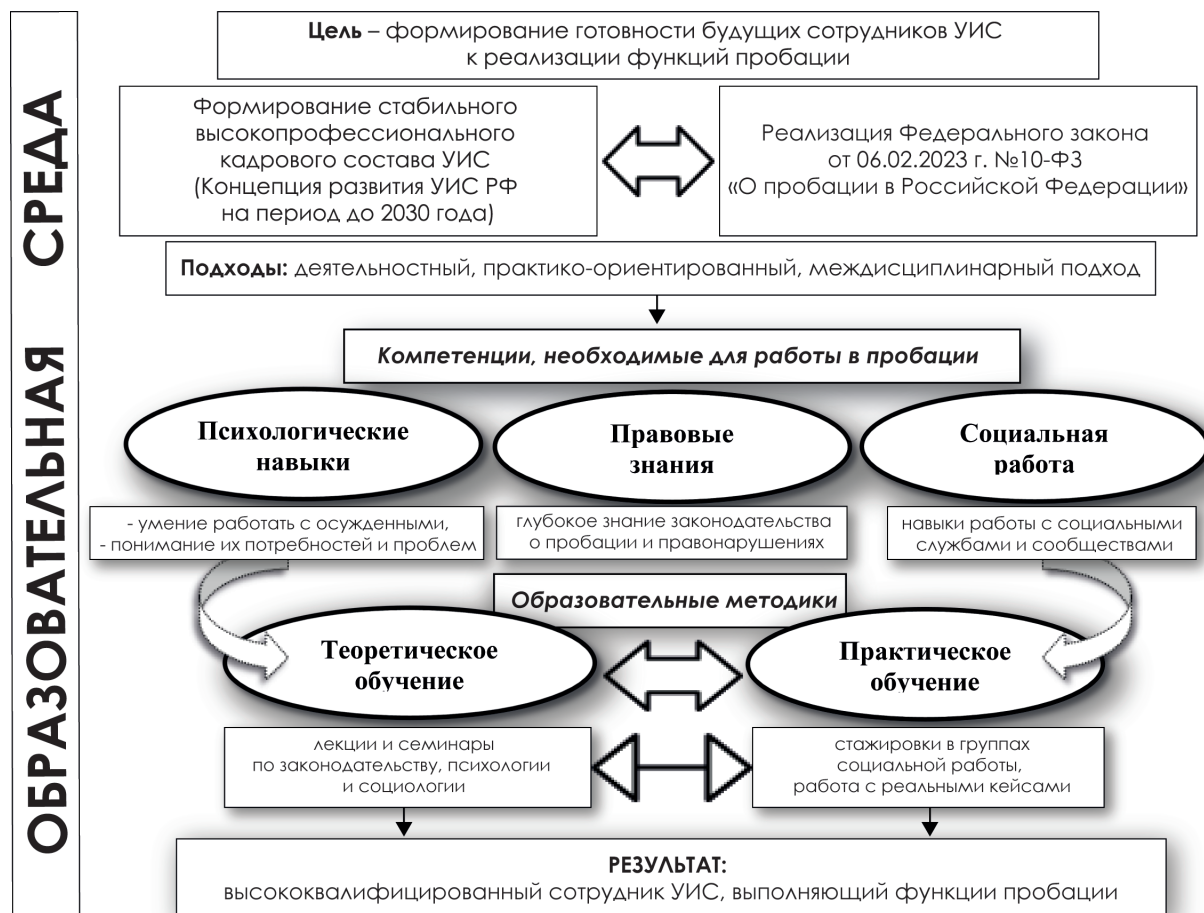 ОБРАЗОВАТЕЛЬНАЯ СРЕДА
Цель – формирование готовности будущих сотрудников УИС
к реализации функций пробации
Формирование стабильного
высокопрофессионального
кадрового состава УИС
(Концепция развития УИС РФ
на период до 2030 года)
Реализация Федерального закона
от 06.02.2023 г. №10-ФЗ
«О пробации в Российской Федерации»
Подходы: деятельностный, практико-ориентированный, междисциплинарный подход
Компетенции, необходимые для работы в пробации
Психологические
навыки
Правовые
знания
Социальная
работа
- умение работать с осужденными,
- понимание их потребностей и проблем
глубокое знание законодательства
о пробации и правонарушениях
навыки работы с социальными
службами и сообществами
Образовательные методики
Теоретическое
обучение
Практическое
обучение
лекции и семинары
по законодательству, психологии
и социологии
стажировки в группах
социальной работы,
работа с реальными кейсами
РЕЗУЛЬТАТ:
высококвалифицированный сотрудник УИС, выполняющий функции пробации